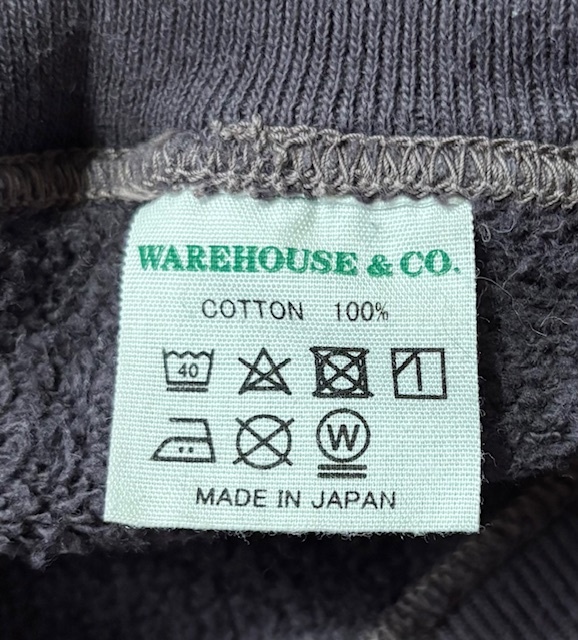 WAREHOUSE & CO.
COTTON 100%
40
W
MADE IN JAPAN